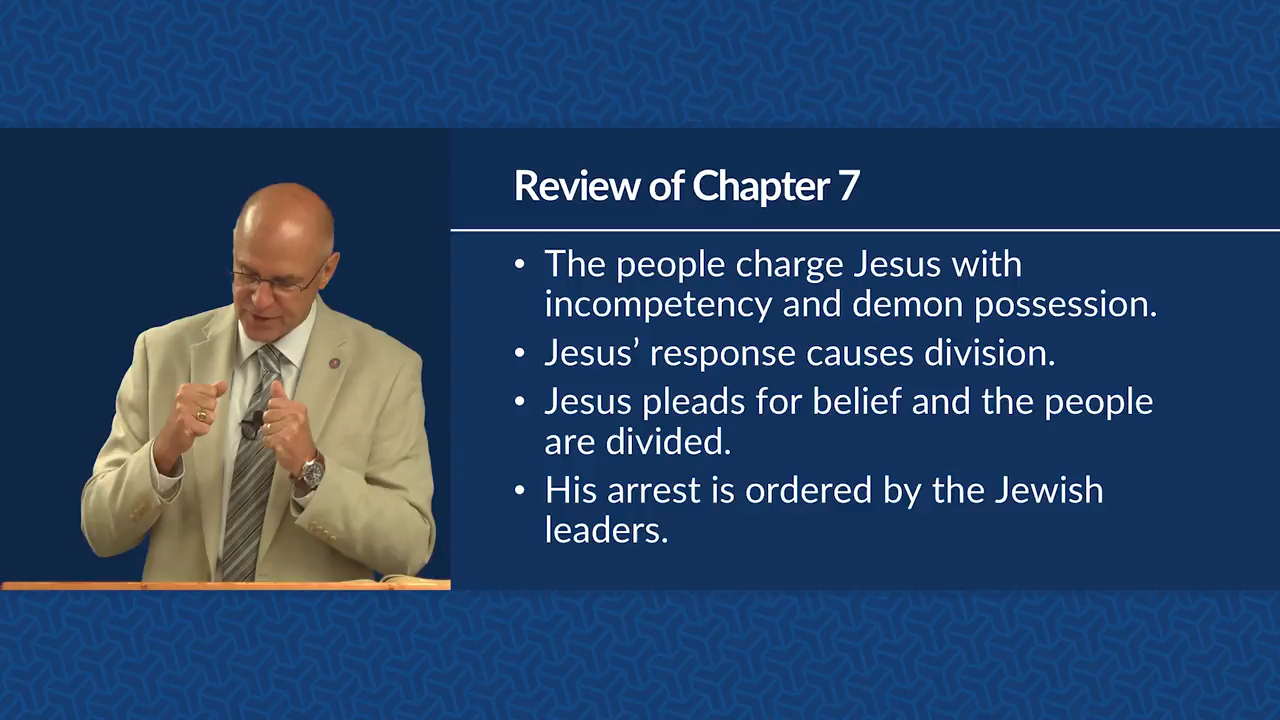 Review of Chapter 7
• The people charge Jesus with
incompetency and demon possession.
• Jesus’ response causes division.
• Jesus pleads for belief and the people
are divided.
• His arrest is ordered by the Jewish
leaders.